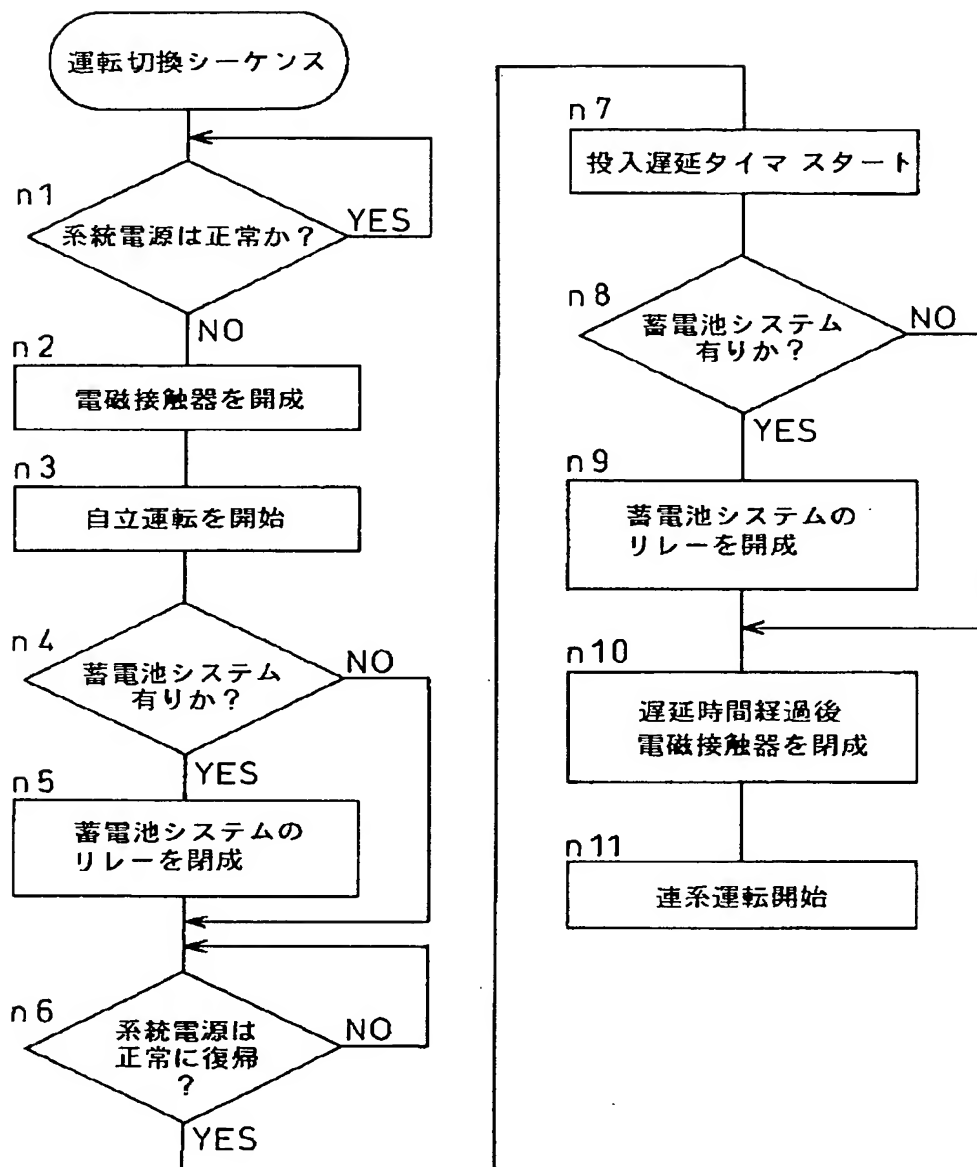 運転切換シーケンス
n1
系統電源は正常か?
YES
NO
n2
電磁接触器を開成
n3
自立運転を開始
n4
蓄電池システム
有りか?
NO
YES
n5
蓄電池システムの
リレーを閉成
n6
系統電源は
正常に復帰
?
NO
YES
n7
投入遅延タイマ スタート
n8
蓄電池システム
有りか?
NO
YES
n9
蓄電池システムの
リレーを開成
n10
遅延時間経過後
電磁接触器を閉成
n11
連系運転開始